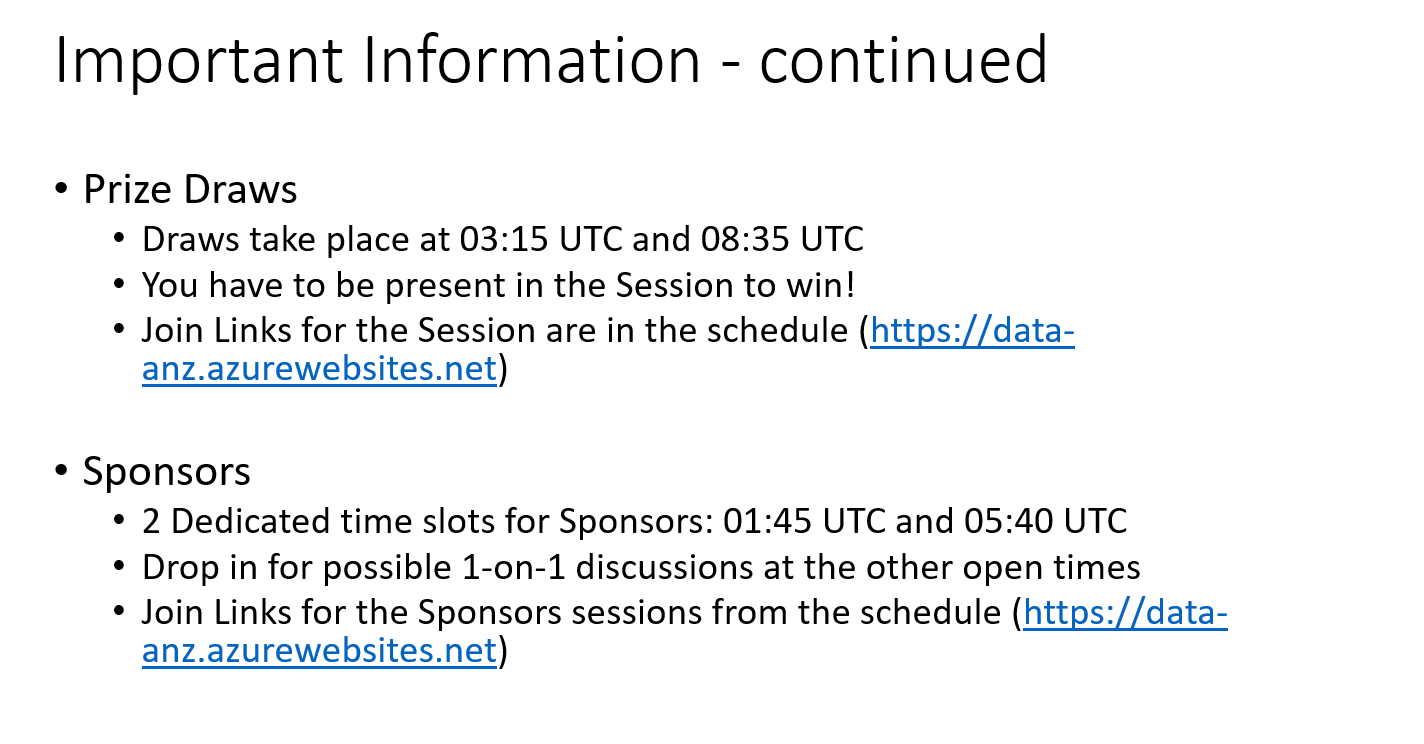 Important Information - continued
• Prize Draws
• Draws take place at 03:15 UTC and 08:35 UTC
• You have to be present in the Session to win!
• Join Links for the Session are in the schedule (https://data-
anz.azurewebsites.net)
• Sponsors
• 2 Dedicated time slots for Sponsors: 01:45 UTC and 05:40 UTC
• Drop in for possible 1-on-1 discussions at the other open times
• Join Links for the Sponsors sessions from the schedule (https://data-
anz.azurewebsites.net)